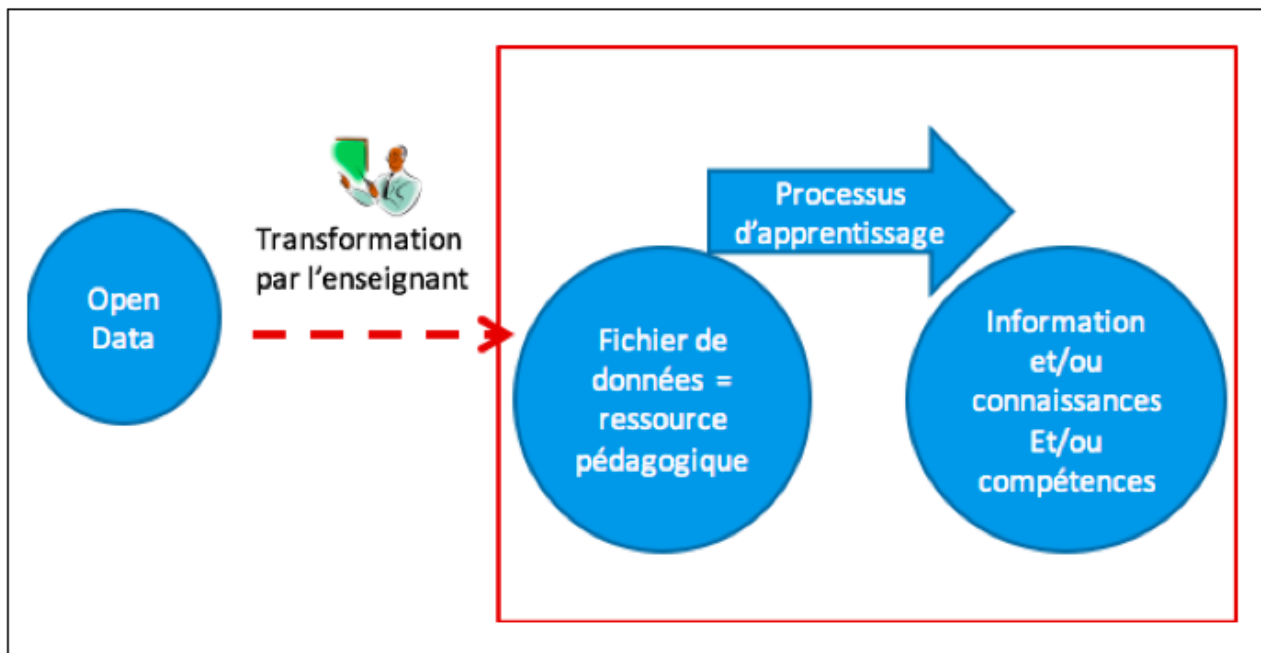 Open
Data
Transformation
par l'enseignant
Fichier de
données =
ressource
pédagogique
Processus
d'apprentissage
Information
et/ou
connaissances
Et/ou
compétences